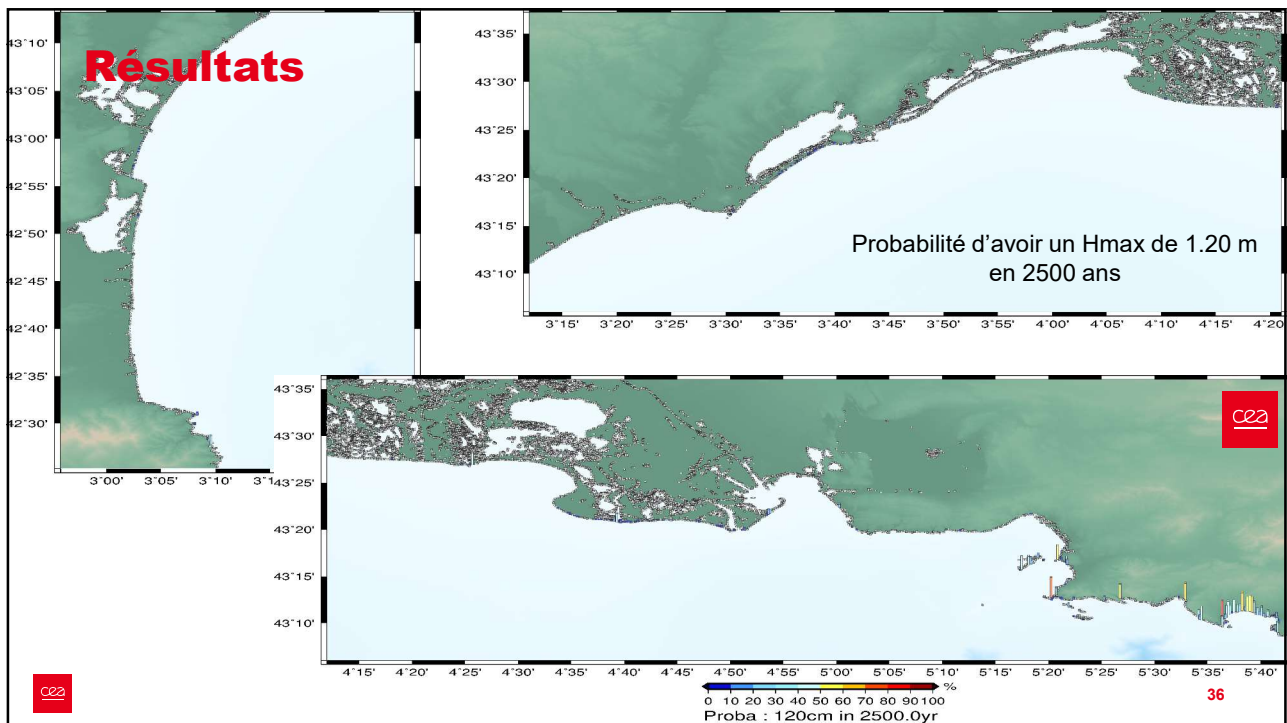 Résultats
43°10'
43°05'
43°00'
42°55'
42°50'
42°45'
42°40'
42°35'
42°30'
3°00' 3°05' 3°10' 3°1
43°35'
43°30'
43°25'
43°20'
43°15'
43°10'
Probabilité d'avoir un Hmax de 1.20 m
en 2500 ans
3°15' 3°20' 3°25' 3°30' 3°35' 3°40' 3°45' 3°50' 3°55' 4°00' 4°05' 4°10' 4°15' 4°20'
43°35'
43°30'
43°25'
43°20'
43°15'
43°10'
cea
4°15' 4°20' 4°25' 4°30' 4°35' 4°40' 4°45' 4°50' 4°55' 5°00' 5°05' 5°10' 5°15' 5°20' 5°25' 5°30' 5°35' 5°40'
%
0 10 20 30 40 50 60 70 80 90 100
Proba : 120cm in 2500.0yr
cea
36